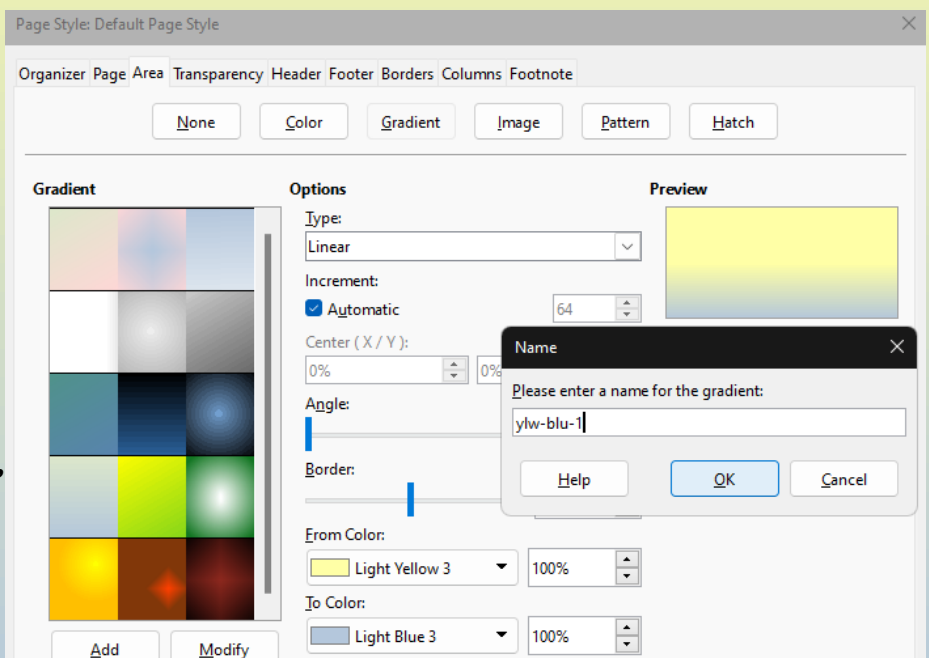 Page Style: Default Page Style
Organizer Page Area Transparency Header Footer Borders Columns Footnote
None Color Gradient Image Pattern Hatch
Gradient Options Preview
Type:
Linear
Increment:
Automatic 64
Center ( X / Y ):
0% 0%
Name
Please enter a name for the gradient:
ylw-blu-1
Help OK Cancel
Angle:
Border:
From Color:
Light Yellow 3 100%
To Color:
Light Blue 3 100%
Add Modify